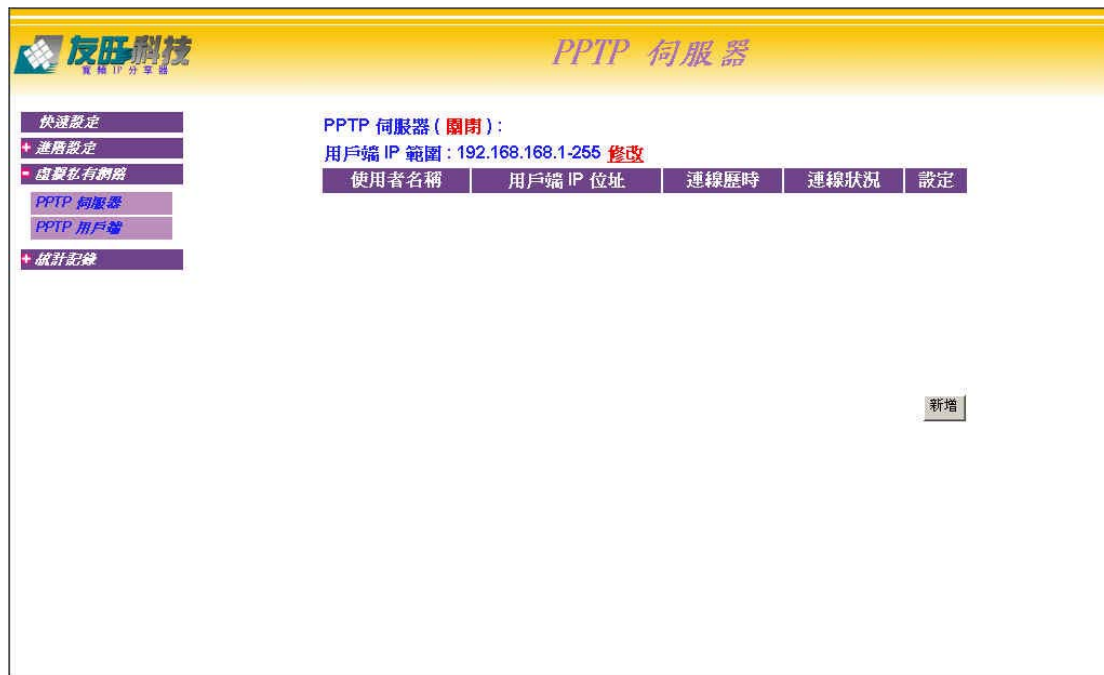 友旺科技
寬頻 IP 分享器
PPTP 伺服器
快速設定
+ 進階設定
- 虛擬私有網路
PPTP 伺服器
PPTP 用戶端
+ 統計記錄
PPTP 伺服器 ( 關閉 ) :
用戶端 IP 範圍 : 192.168.168.1-255 修改
使用者名稱 用戶端 IP 位址 連線歷時 連線狀況 設定
新增